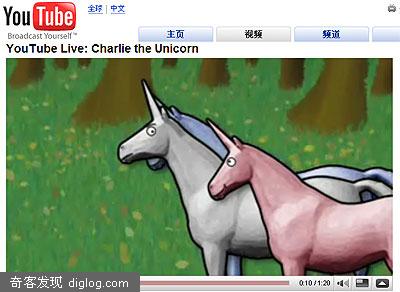 YouTube
Broadcast Yourself™
全球 | 中文
主页 视频 频道
YouTube Live: Charlie the Unicorn
0:10 / 1:20
奇客发现 diglog.com